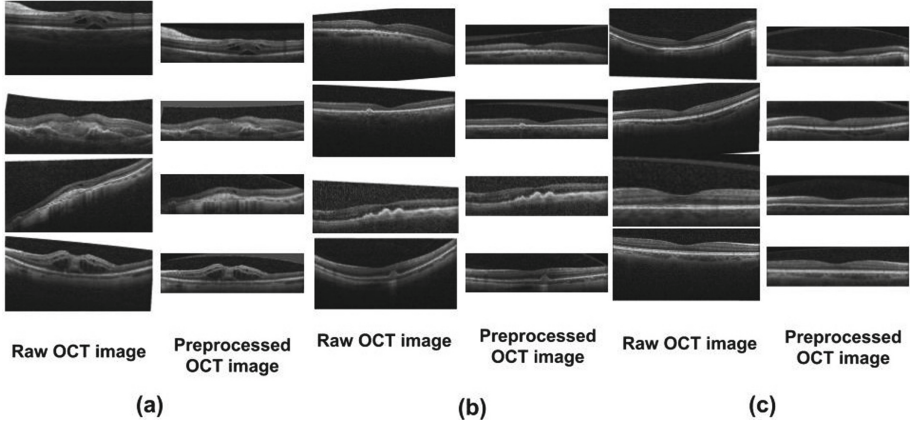 Raw OCT image
Preprocessed
OCT image
Raw OCT image
Preprocessed
OCT image
Raw OCT image
Preprocessed
OCT image
(a)
(b)
(c)